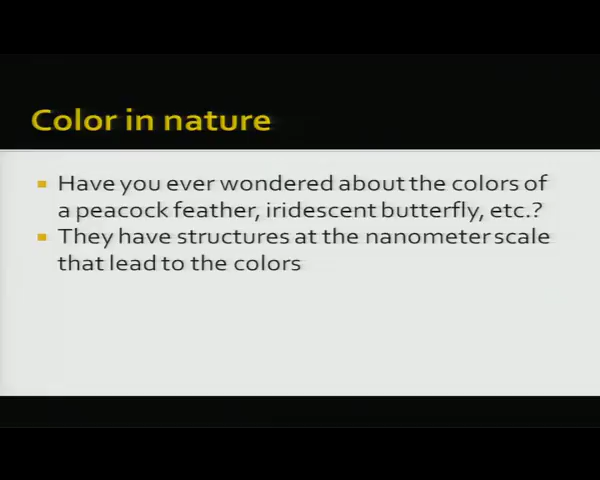 Color in nature
Have you ever wondered about the colors of
a peacock feather, iridescent butterfly, etc.?
They have structures at the nanometer scale
that lead to the colors